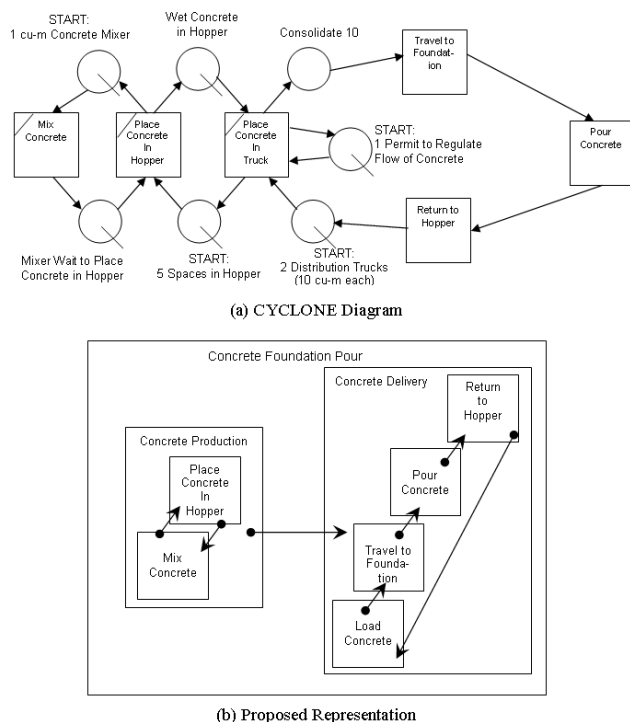 START:
1 cu-m Concrete Mixer
Wet Concrete
in Hopper
Consolidate 10
Travel to
Foundat-
ion
Mix
Concrete
Place
Concrete
In
Hopper
Place
Concrete
In
Truck
START:
1 Permit to Regulate
Flow of Concrete
Pour
Concrete
Return to
Hopper
Mixer Wait to Place
Concrete in Hopper
START:
5 Spaces in Hopper
START:
2 Distribution Trucks
(10 cu-m each)
(a) CYCLONE Diagram
Concrete Foundation Pour
Concrete Delivery
Return
to
Hopper
Concrete Production
Place
Concrete
In
Hopper
Pour
Concrete
Mix
Concrete
Travel to
Founda-
tion
Load
Concrete
(b) Proposed Representation